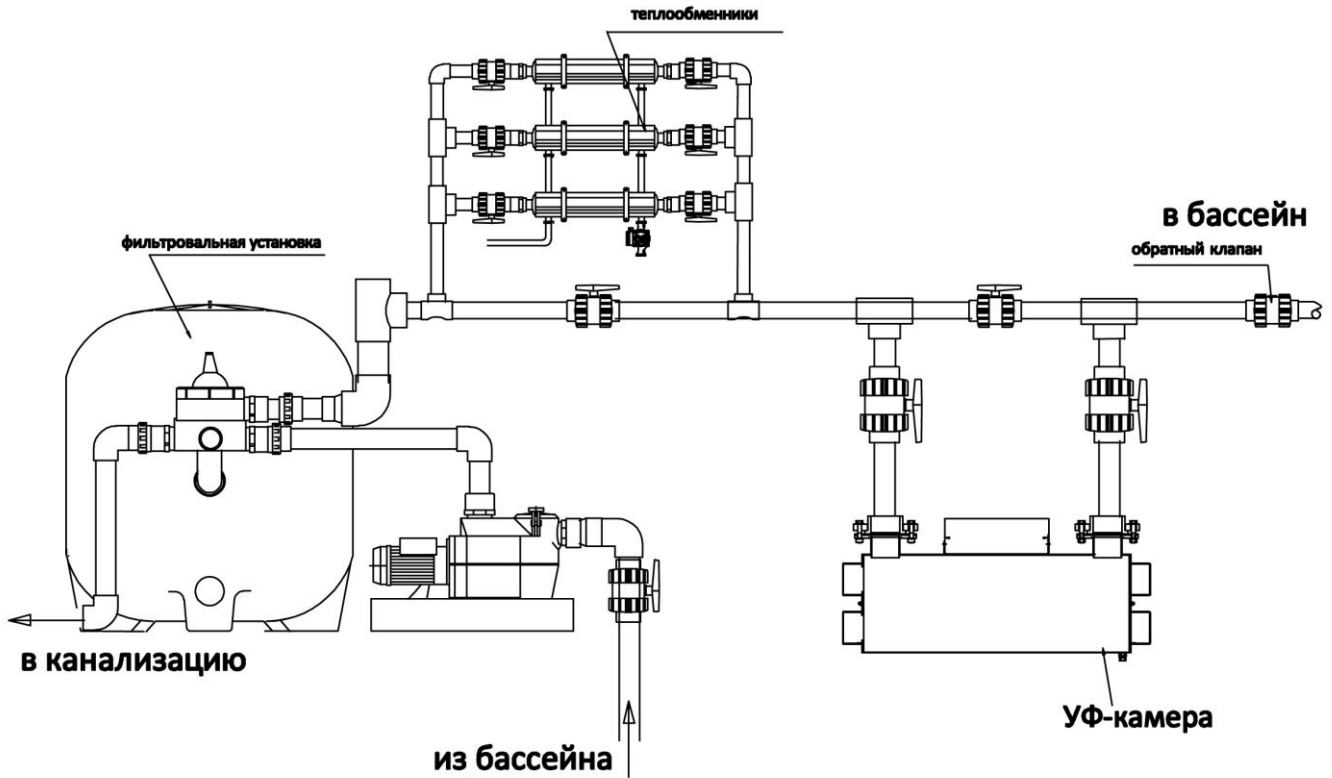 теплообменники
в бассейн
фильтровальная установка
обратный клапан
в канализацию
УФ-камера
из бассейна